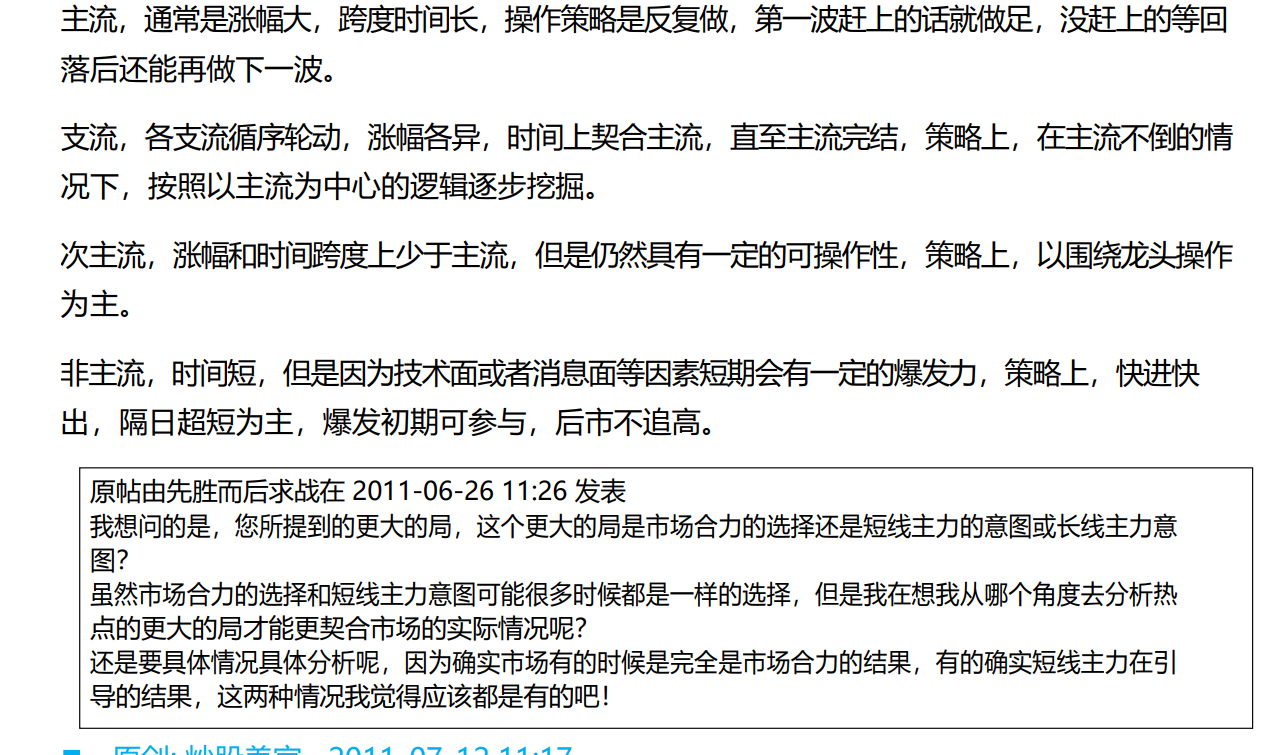 主流，通常是涨幅大，跨度时间长，操作策略是反复做，第一波赶上的话就做足，没赶上的等回
落后还能再做下一波。
支流，各支流循序轮动，涨幅各异，时间上契合主流，直至主流完结，策略上，在主流不倒的情
况下，按照以主流为中心的逻辑逐步挖掘。
次主流，涨幅和时间跨度上少于主流，但是仍然具有一定的可操作性，策略上，以围绕龙头操作
为主。
非主流，时间短，但是因为技术面或者消息面等因素短期会有一定的爆发力，策略上，快进快
出，隔日超短为主，爆发初期可参与，后市不追高。
原帖由先胜而后求战在 2011-06-26 11:26 发表
我想问的是，您所提到的更大的局，这个更大的局是市场合力的选择还是短线主力的意图或长线主力意
图？
虽然市场合力的选择和短线主力意图可能很多时候都是一样的选择，但是我在想我从哪个角度去分析热
点的更大的局才能更契合市场的实际情况呢？
还是要具体情况具体分析呢，因为确实市场有的时候是完全是市场合力的结果，有的确实短线主力在引
导的结果，这两种情况我觉得应该都是有的吧！
原创: 炒股养家 2011-07-12 11:17